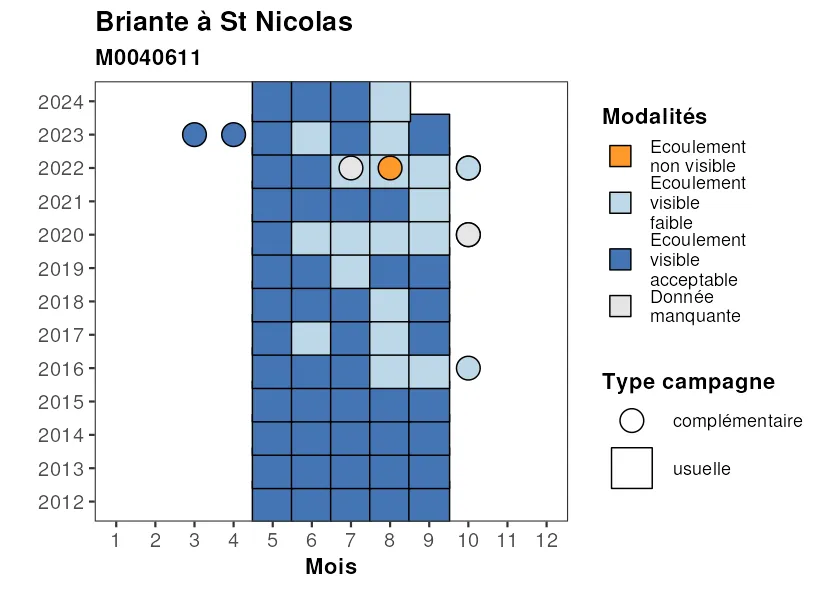 Briante à St Nicolas
M0040611
2024
2023
2022
2021
2020
2019
2018
2017
2016
2015
2014
2013
2012
1 2 3 4 5 6 7 8 9 10 11 12
Mois
Modalités
Ecoulement
non visible
Ecoulement
visible
faible
Ecoulement
visible
acceptable
Donnée
manquante
Type campagne
complémentaire
usuelle